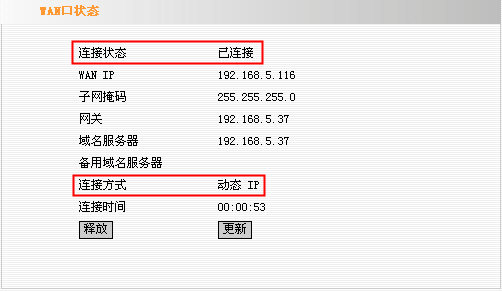 WAN口状态
连接状态 已连接
WAN IP 192.168.5.116
子网掩码 255.255.255.0
网关 192.168.5.37
域名服务器 192.168.5.37
备用域名服务器
连接方式 动态 IP
连接时间 00:00:53
释放 更新